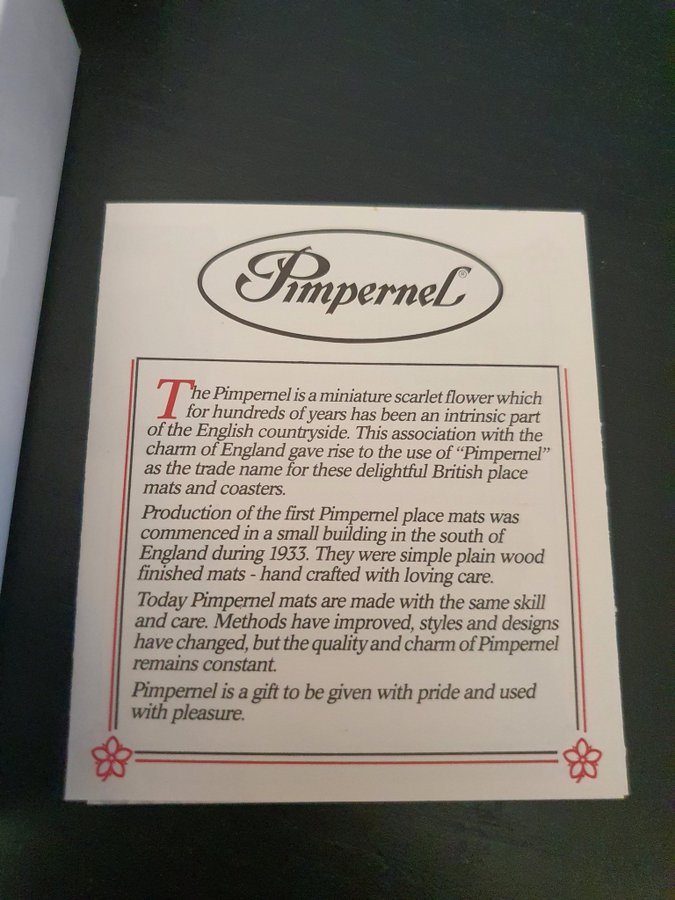 Pimpernel®
The Pimpernel is a miniature scarlet flower which
for hundreds of years has been an intrinsic part
of the English countryside. This association with the
charm of England gave rise to the use of “Pimpernel”
as the trade name for these delightful British place
mats and coasters.
Production of the first Pimpernel place mats was
commenced in a small building in the south of
England during 1933. They were simple plain wood
finished mats - hand crafted with loving care.
Today Pimpernel mats are made with the same skill
and care. Methods have improved, styles and designs
have changed, but the quality and charm of Pimpernel
remains constant.
Pimpernel is a gift to be given with pride and used
with pleasure.